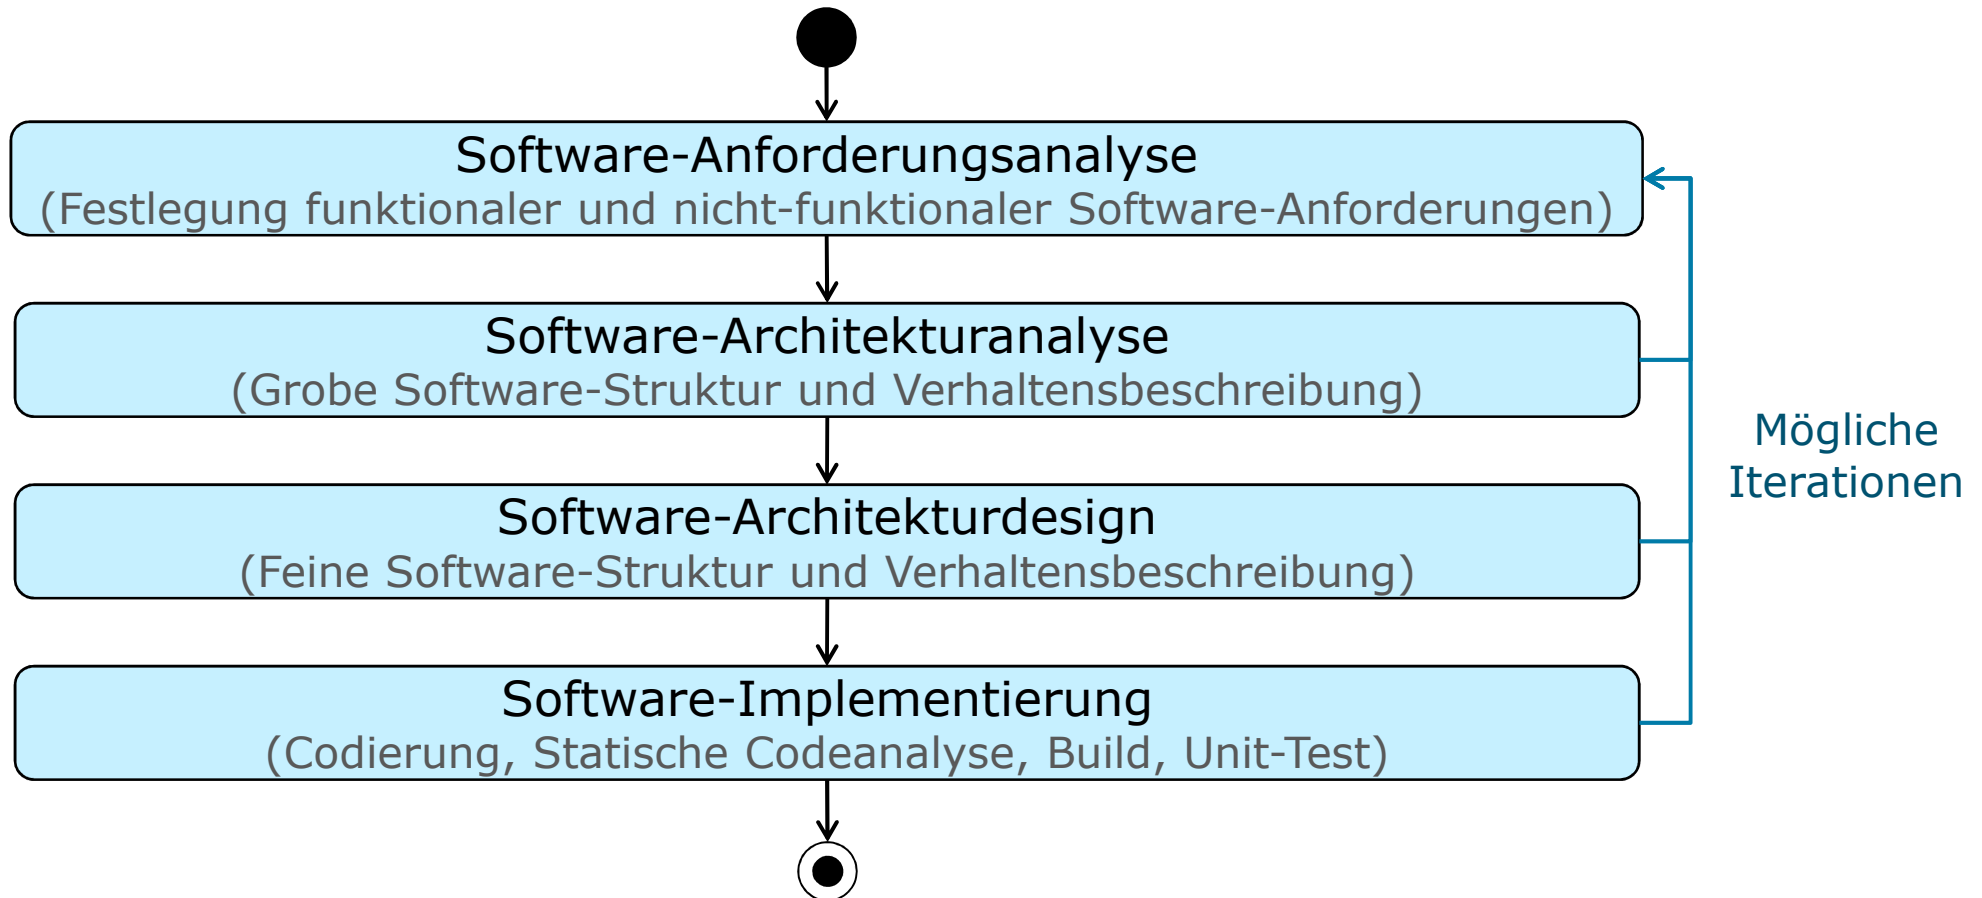 Software-Anforderungsanalyse
(Festlegung funktionaler und nicht-funktionaler Software-Anforderungen)
Software-Architekturanalyse
(Grobe Software-Struktur und Verhaltensbeschreibung)
Mögliche
Iterationen
Software-Architekturdesign
(Feine Software-Struktur und Verhaltensbeschreibung)
Software-Implementierung
(Codierung, Statische Codeanalyse, Build, Unit-Test)